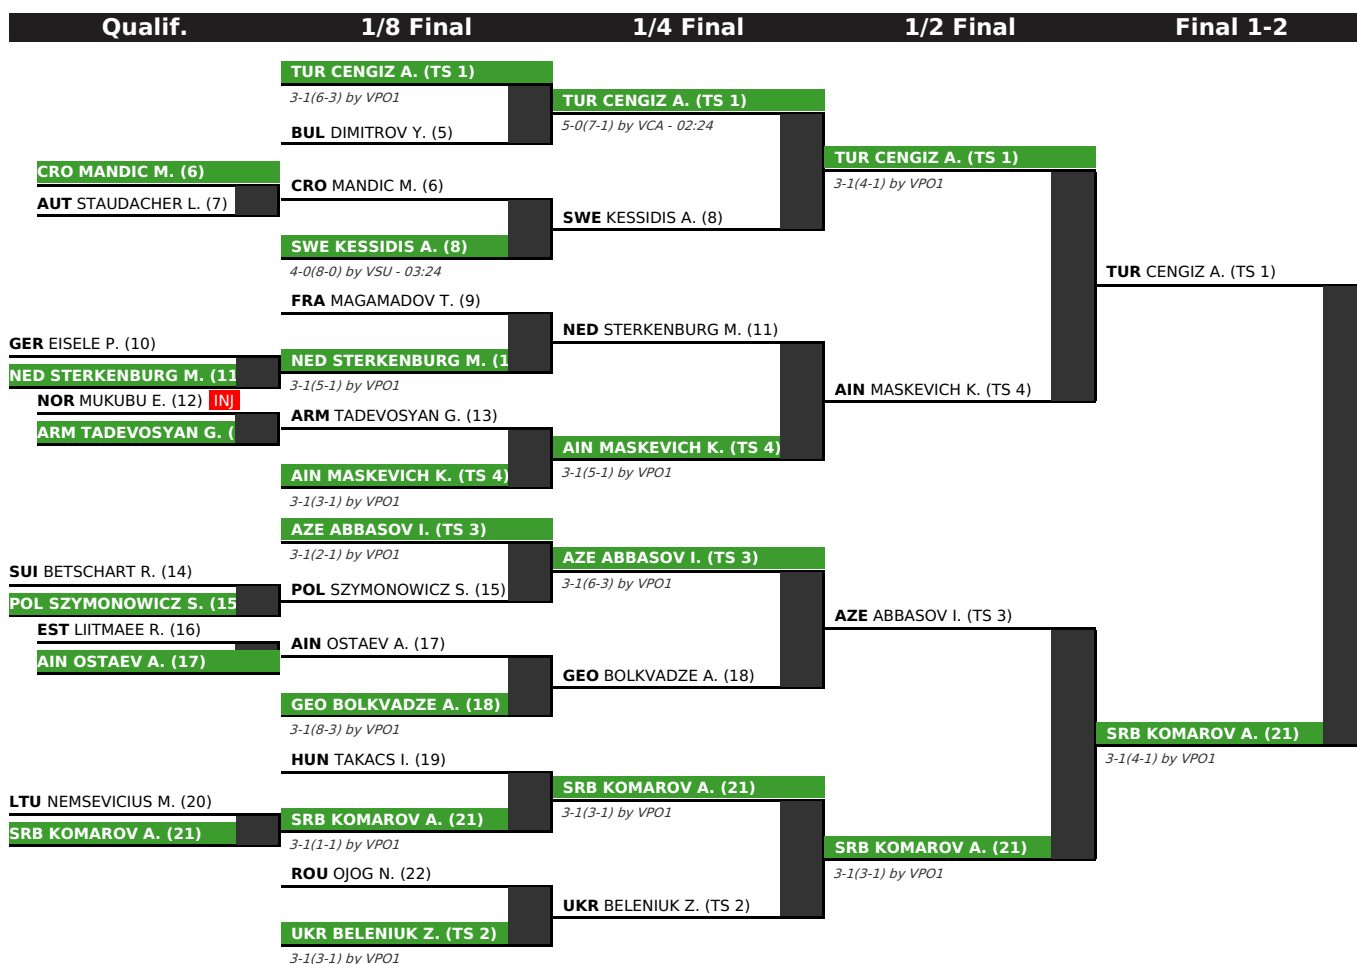 Qualif.
1/8 Final
1/4 Final
1/2 Final
Final 1-2
CRO MANDIC M. (6)
AUT STAUDACHER L. (7)
GER EISELE P. (10)
NED STERKENBURG M. (11
NOR MUKUBU E. (12) INJ
ARM TADEVOSYAN G. (
SUI BETSCHART R. (14)
POL SZYMONOWICZ S. (15
EST LIITMAEE R. (16)
AIN OSTAEV A. (17)
LTU NEMSEVICIUS M. (20)
SRB KOMAROV A. (21)
TUR CENGIZ A. (TS 1)
3-1(6-3) by VPO1
BUL DIMITROV Y. (5)
CRO MANDIC M. (6)
SWE KESSIDIS A. (8)
4-0(8-0) by VSU - 03:24
FRA MAGAMADOV T. (9)
NED STERKENBURG M. (1
3-1(5-1) by VPO1
ARM TADEVOSYAN G. (13)
AIN MASKEVICH K. (TS 4)
3-1(3-1) by VPO1
AZE ABBASOV I. (TS 3)
3-1(2-1) by VPO1
POL SZYMONOWICZ S. (15)
AIN OSTAEV A. (17)
GEO BOLKVADZE A. (18)
3-1(8-3) by VPO1
HUN TAKACS I. (19)
SRB KOMAROV A. (21)
3-1(1-1) by VPO1
ROU OJOG N. (22)
UKR BELENIUK Z. (TS 2)
3-1(3-1) by VPO1
TUR CENGIZ A. (TS 1)
5-0(7-1) by VCA - 02:24
SWE KESSIDIS A. (8)
NED STERKENBURG M. (11)
AIN MASKEVICH K. (TS 4)
3-1(5-1) by VPO1
AZE ABBASOV I. (TS 3)
3-1(6-3) by VPO1
GEO BOLKVADZE A. (18)
SRB KOMAROV A. (21)
3-1(3-1) by VPO1
UKR BELENIUK Z. (TS 2)
TUR CENGIZ A. (TS 1)
3-1(4-1) by VPO1
AIN MASKEVICH K. (TS 4)
AZE ABBASOV I. (TS 3)
SRB KOMAROV A. (21)
3-1(3-1) by VPO1
TUR CENGIZ A. (TS 1)
SRB KOMAROV A. (21)
3-1(4-1) by VPO1